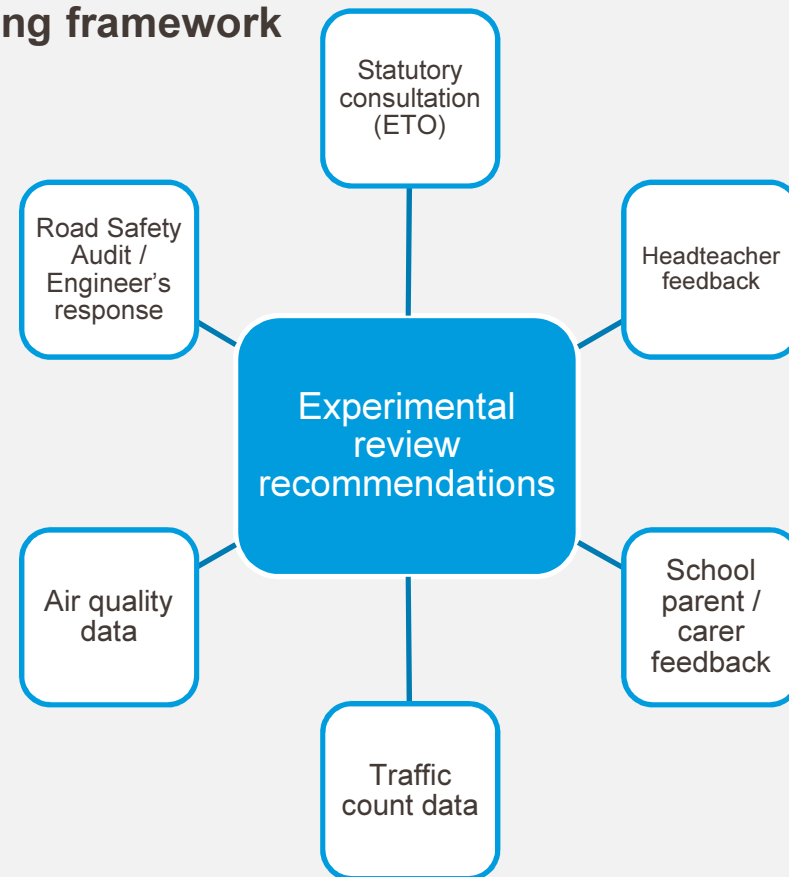 ng framework
Statutory
consultation
(ETO)
Road Safety
Audit /
Engineer's
response
Headteacher
feedback
Experimental
review
recommendations
Air quality
data
School
parent /
carer
feedback
Traffic
count data